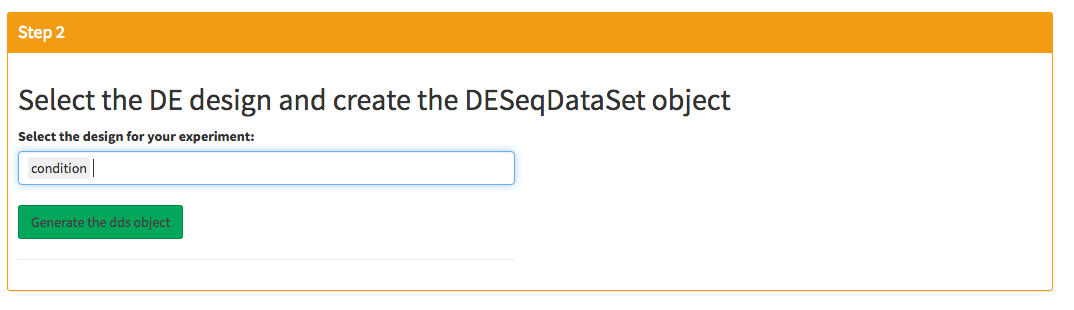 Step 2
Select the DE design and create the DESeqDataSet object
Select the design for your experiment:
condition
Generate the dds object